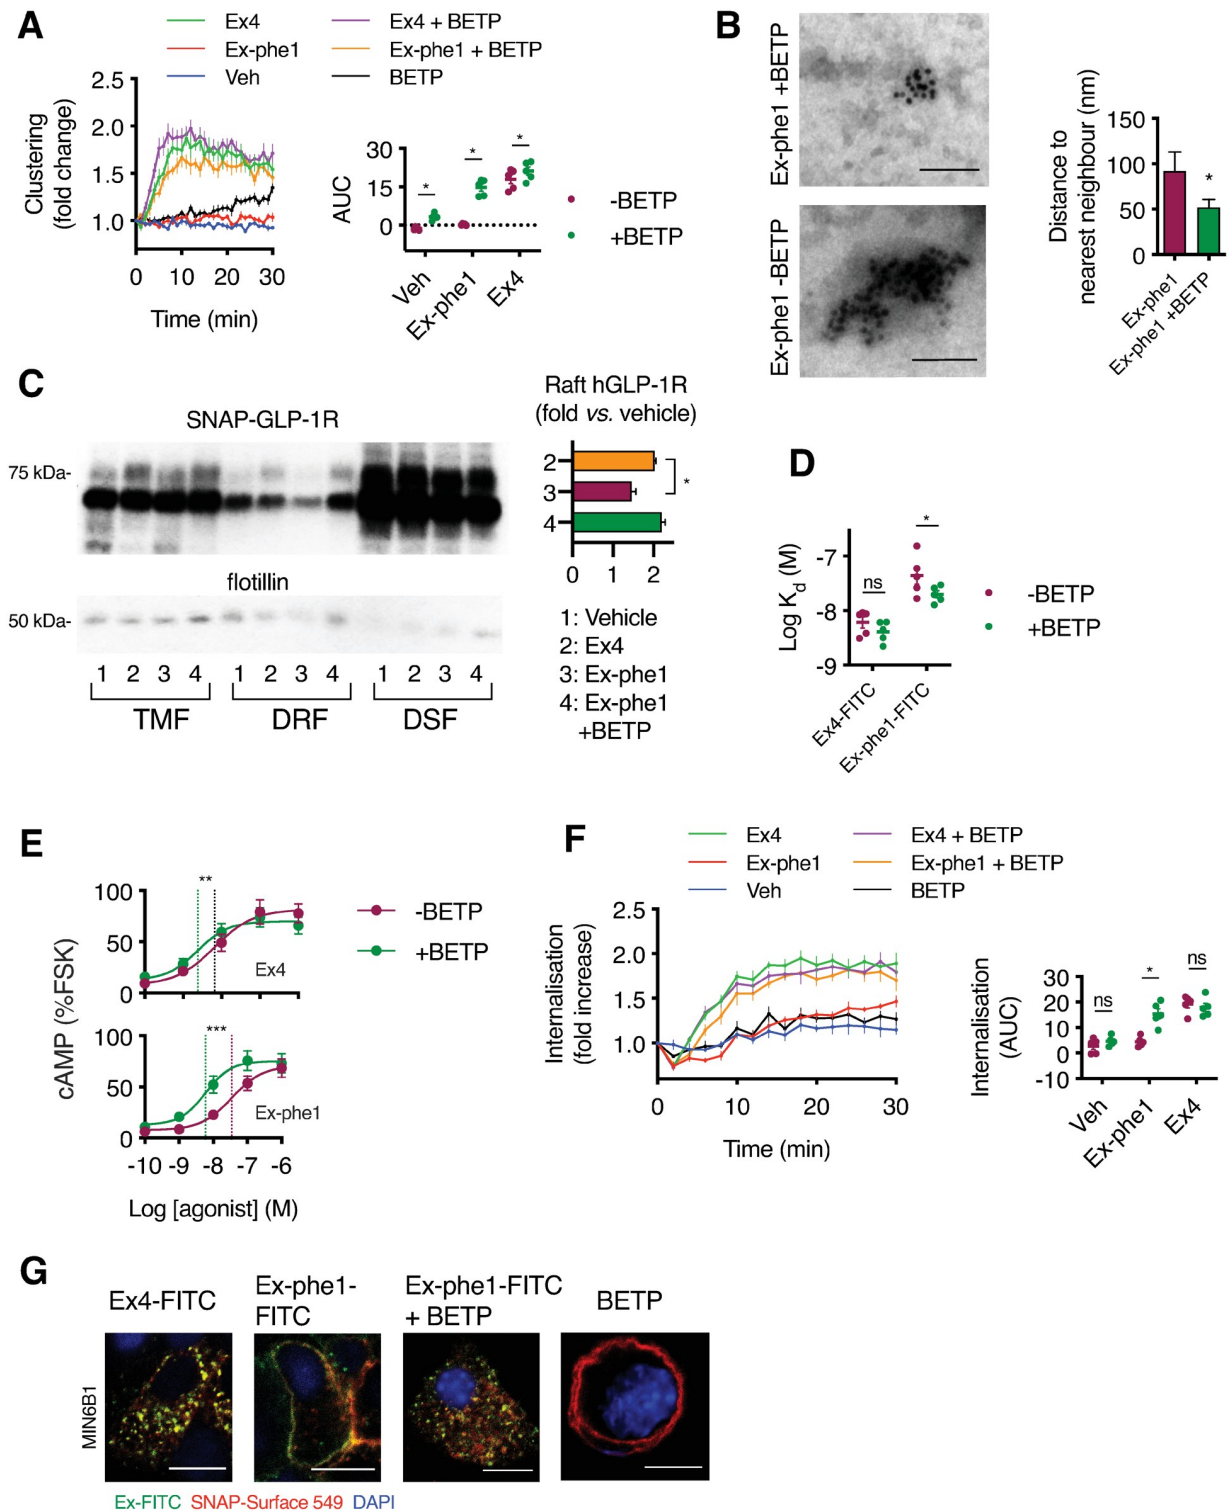 A
Ex4
Ex-phe1
Veh
Ex4 + BETP
Ex-phe1 + BETP
BETP
Clustering
(fold change)
2.5
2.0
1.5
1.0
0 10 20 30
Time (min)
AUC
30
15
0
* * *
Veh
Ex-phe1
Ex4
-BETP
+BETP
B
Ex-phe1 +BETP
Ex-phe1 -BETP
Distance to
nearest neighbour (nm)
150
100
50
0
*
Ex-phe1
Ex-phe1 +BETP
C
SNAP-GLP-1R
75 kDa-
flotillin
50 kDa-
1 2 3 4 1 2 3 4 1 2 3 4
TMF DRF DSF
Raft hGLP-1R
(fold vs. vehicle)
2
3
4
*
0 1 2
1: Vehicle
2: Ex4
3: Ex-phe1
4: Ex-phe1
+BETP
D
Log Kd (M)
-7
-8
-9
ns *
Ex4-FITC
Ex-phe1-FITC
-BETP
+BETP
E
cAMP (%FSK)
100
50
0
**
Ex4
-BETP
+BETP
100
50
0
***
Ex-phe1
-10 -9 -8 -7 -6
Log [agonist] (M)
F
Ex4
Ex-phe1
Veh
Ex4 + BETP
Ex-phe1 + BETP
BETP
Internalisation
(fold increase)
2.5
2.0
1.5
1.0
0 10 20 30
Time (min)
Internalisation
(AUC)
30
20
10
0
-10
ns * ns
Veh
Ex-phe1
Ex4
G
Ex4-FITC
Ex-phe1-
FITC
Ex-phe1-FITC
+ BETP
BETP
MIN6B1
Ex-FITC SNAP-Surface 549 DAPI